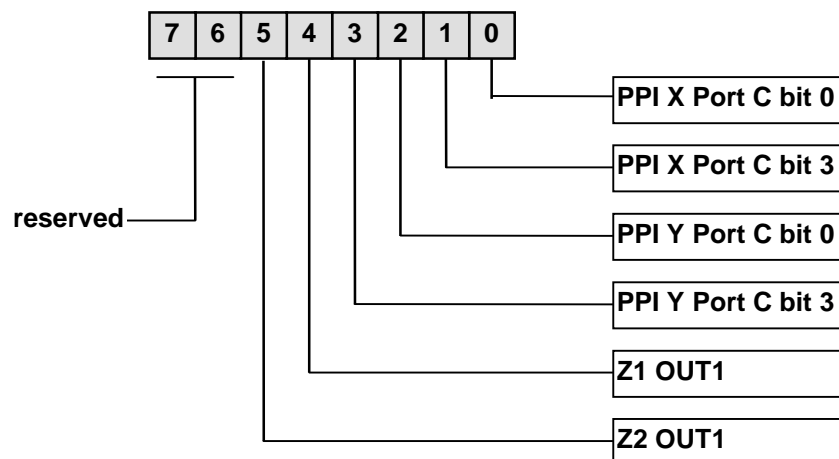 7 6 5 4 3 2 1 0
PPI X Port C bit 0
PPI X Port C bit 3
reserved
PPI Y Port C bit 0
PPI Y Port C bit 3
Z1 OUT1
Z2 OUT1